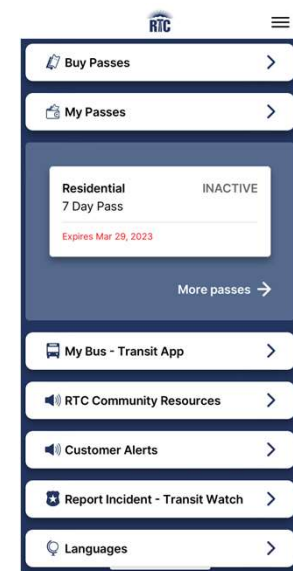 RTC
Buy Passes
My Passes
Residential INACTIVE
7 Day Pass
Expires Mar 29, 2023
More passes
My Bus - Transit App
RTC Community Resources
Customer Alerts
Report Incident - Transit Watch
Languages